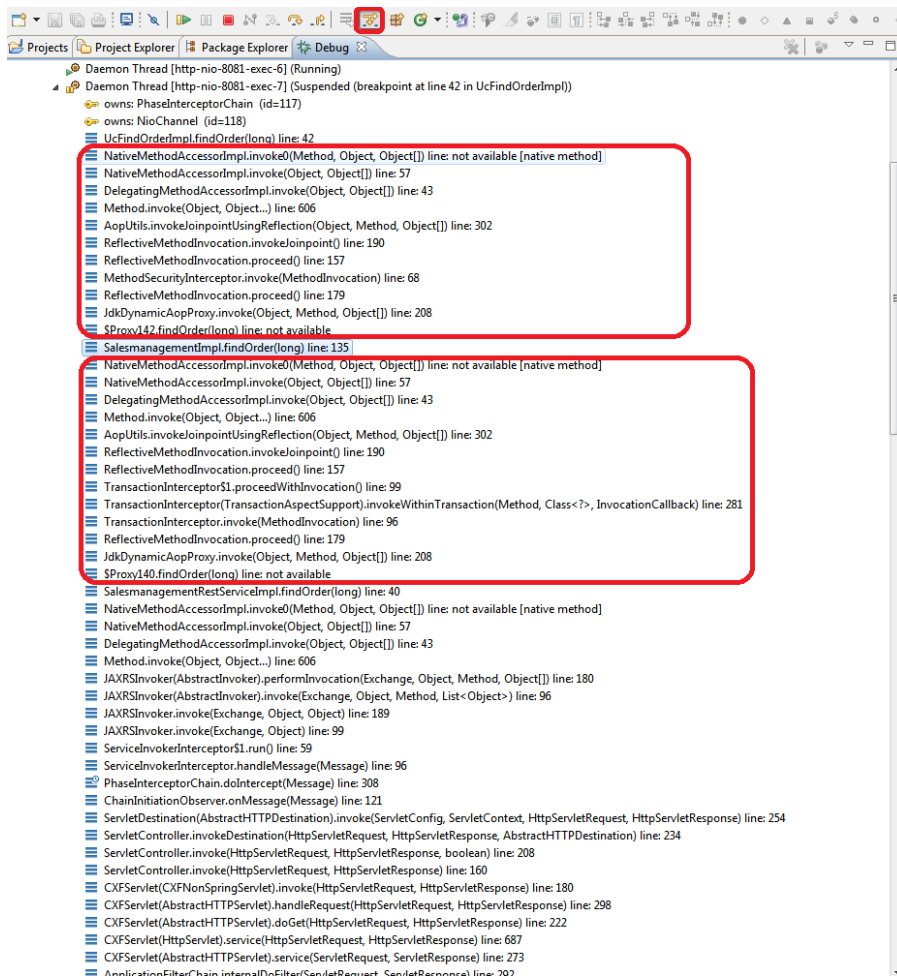 Projects Project Explorer Package Explorer Debug
Daemon Thread [http-nio-8081-exec-6] (Running)
Daemon Thread [http-nio-8081-exec-7] (Suspended (breakpoint at line 42 in UcFindOrderImpl))
owns: PhaseInterceptorChain (id=117)
owns: NioChannel (id=118)
UcFindOrderImpl.findOrder(long) line: 42
NativeMethodAccessorImpl.invoke0(Method, Object, Object[]) line: not available [native method]
NativeMethodAccessorImpl.invoke(Object, Object[]) line: 57
DelegatingMethodAccessorImpl.invoke(Object, Object[]) line: 43
Method.invoke(Object, Object...) line: 606
AopUtils.invokeJoinpointUsingReflection(Object, Method, Object[]) line: 302
ReflectiveMethodInvocation.invokeJoinpoint() line: 190
ReflectiveMethodInvocation.proceed() line: 157
MethodSecurityInterceptor.invoke(MethodInvocation) line: 68
ReflectiveMethodInvocation.proceed() line: 179
JdkDynamicAopProxy.invoke(Object, Method, Object[]) line: 208
$Proxy142.findOrder(long) line: not available
SalesmanagementImpl.findOrder(long) line: 135
NativeMethodAccessorImpl.invoke0(Method, Object, Object[]) line: not available [native method]
NativeMethodAccessorImpl.invoke(Object, Object[]) line: 57
DelegatingMethodAccessorImpl.invoke(Object, Object[]) line: 43
Method.invoke(Object, Object...) line: 606
AopUtils.invokeJoinpointUsingReflection(Object, Method, Object[]) line: 302
ReflectiveMethodInvocation.invokeJoinpoint() line: 190
ReflectiveMethodInvocation.proceed() line: 157
TransactionInterceptor$1.proceedWithInvocation() line: 99
TransactionInterceptor(TransactionAspectSupport).invokeWithinTransaction(Method, Class<?>, InvocationCallback) line: 281
TransactionInterceptor.invoke(MethodInvocation) line: 96
ReflectiveMethodInvocation.proceed() line: 179
JdkDynamicAopProxy.invoke(Object, Method, Object[]) line: 208
$Proxy140.findOrder(long) line: not available
SalesmanagementRestServiceImpl.findOrder(long) line: 40
NativeMethodAccessorImpl.invoke0(Method, Object, Object[]) line: not available [native method]
NativeMethodAccessorImpl.invoke(Object, Object[]) line: 57
DelegatingMethodAccessorImpl.invoke(Object, Object[]) line: 43
Method.invoke(Object, Object...) line: 606
JAXRSInvoker(AbstractInvoker).performInvocation(Exchange, Object, Method, Object[]) line: 180
JAXRSInvoker(AbstractInvoker).invoke(Exchange, Object, Method, List<Object>) line: 96
JAXRSInvoker.invoke(Exchange, Object, Object) line: 189
JAXRSInvoker.invoke(Exchange, Object) line: 99
ServiceInvokerInterceptor$1.run() line: 59
ServiceInvokerInterceptor.handleMessage(Message) line: 96
PhaseInterceptorChain.doIntercept(Message) line: 308
ChainInitiationObserver.onMessage(Message) line: 121
ServletDestination(AbstractHTTPDestination).invoke(ServletConfig, ServletContext, HttpServletRequest, HttpServletResponse) line: 254
ServletController.invokeDestination(HttpServletRequest, HttpServletResponse, AbstractHTTPDestination) line: 234
ServletController.invoke(HttpServletRequest, HttpServletResponse, boolean) line: 208
ServletController.invoke(HttpServletRequest, HttpServletResponse) line: 160
CXFServlet(CXFNonSpringServlet).invoke(HttpServletRequest, HttpServletResponse) line: 180
CXFServlet(AbstractHTTPServlet).handleRequest(HttpServletRequest, HttpServletResponse) line: 298
CXFServlet(AbstractHTTPServlet).doGet(HttpServletRequest, HttpServletResponse) line: 222
CXFServlet(HttpServlet).service(HttpServletRequest, HttpServletResponse) line: 687
CXFServlet(AbstractHTTPServlet).service(ServletRequest, ServletResponse) line: 273
ApplicationFilterChain.internalDoFilter(ServletRequest, ServletResponse) line: 292